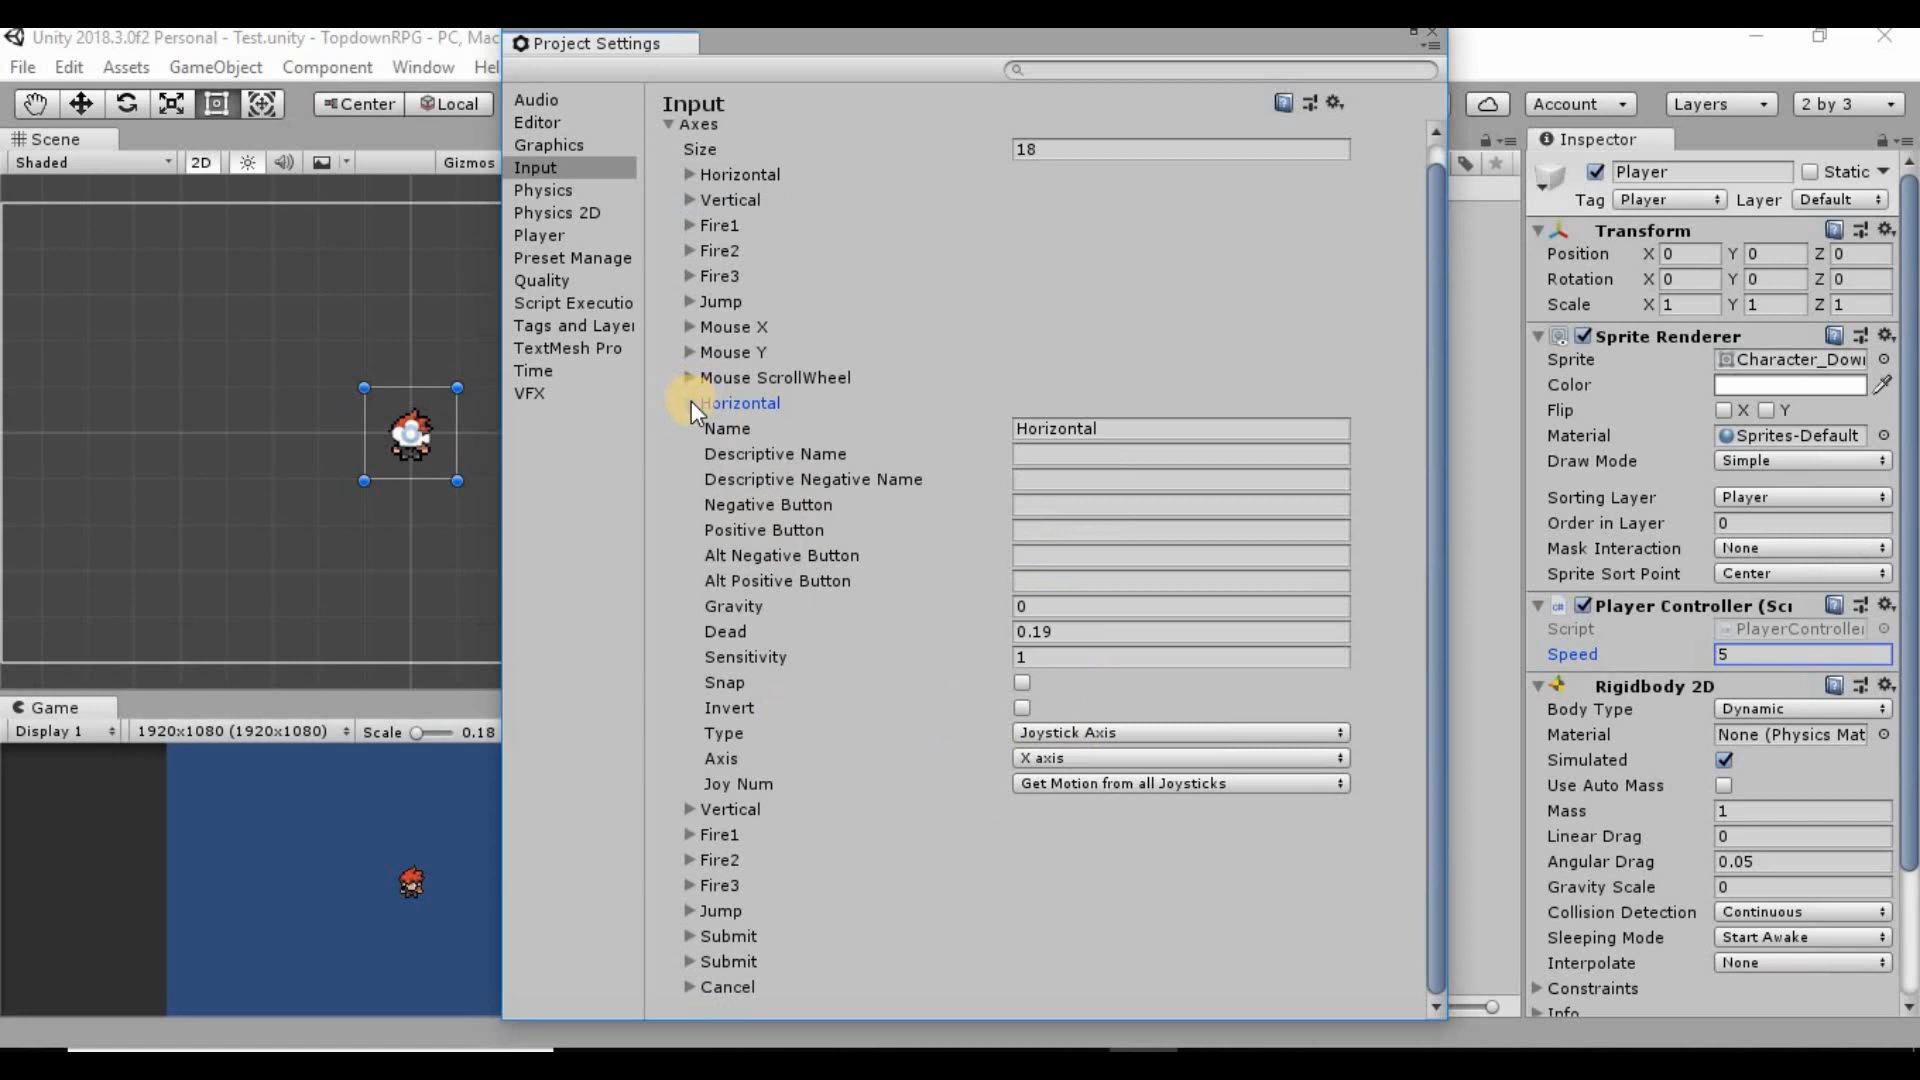 Unity 2018.3.0f2 Personal - Test.unity - TopdownRPG - PC, Mac
File Edit Assets GameObject Component Window Hel
Center Local
Account Layers 2 by 3
Scene
Shaded 2D Gizmos
Game
Display 1 1920x1080 (1920x1080) Scale 0.18
Project Settings
Audio
Editor
Graphics
Input
Physics
Physics 2D
Player
Preset Manage
Quality
Script Executio
Tags and Layer
TextMesh Pro
Time
VFX
Input
Axes
Size 18
Horizontal
Vertical
Fire1
Fire2
Fire3
Jump
Mouse X
Mouse Y
Mouse ScrollWheel
Horizontal
Name Horizontal
Descriptive Name
Descriptive Negative Name
Negative Button
Positive Button
Alt Negative Button
Alt Positive Button
Gravity 0
Dead 0.19
Sensitivity 1
Snap
Invert
Type Joystick Axis
Axis X axis
Joy Num Get Motion from all Joysticks
Vertical
Fire1
Fire2
Fire3
Jump
Submit
Submit
Cancel
Inspector
Player Static
Tag Player Layer Default
Transform
Position X 0 Y 0 Z 0
Rotation X 0 Y 0 Z 0
Scale X 1 Y 1 Z 1
Sprite Renderer
Sprite Character_Dow
Color
Flip X Y
Material Sprites-Default
Draw Mode Simple
Sorting Layer Player
Order in Layer 0
Mask Interaction None
Sprite Sort Point Center
Player Controller (Scr
Script PlayerController
Speed 5
Rigidbody 2D
Body Type Dynamic
Material None (Physics Mat
Simulated
Use Auto Mass
Mass 1
Linear Drag 0
Angular Drag 0.05
Gravity Scale 0
Collision Detection Continuous
Sleeping Mode Start Awake
Interpolate None
Constraints
Info